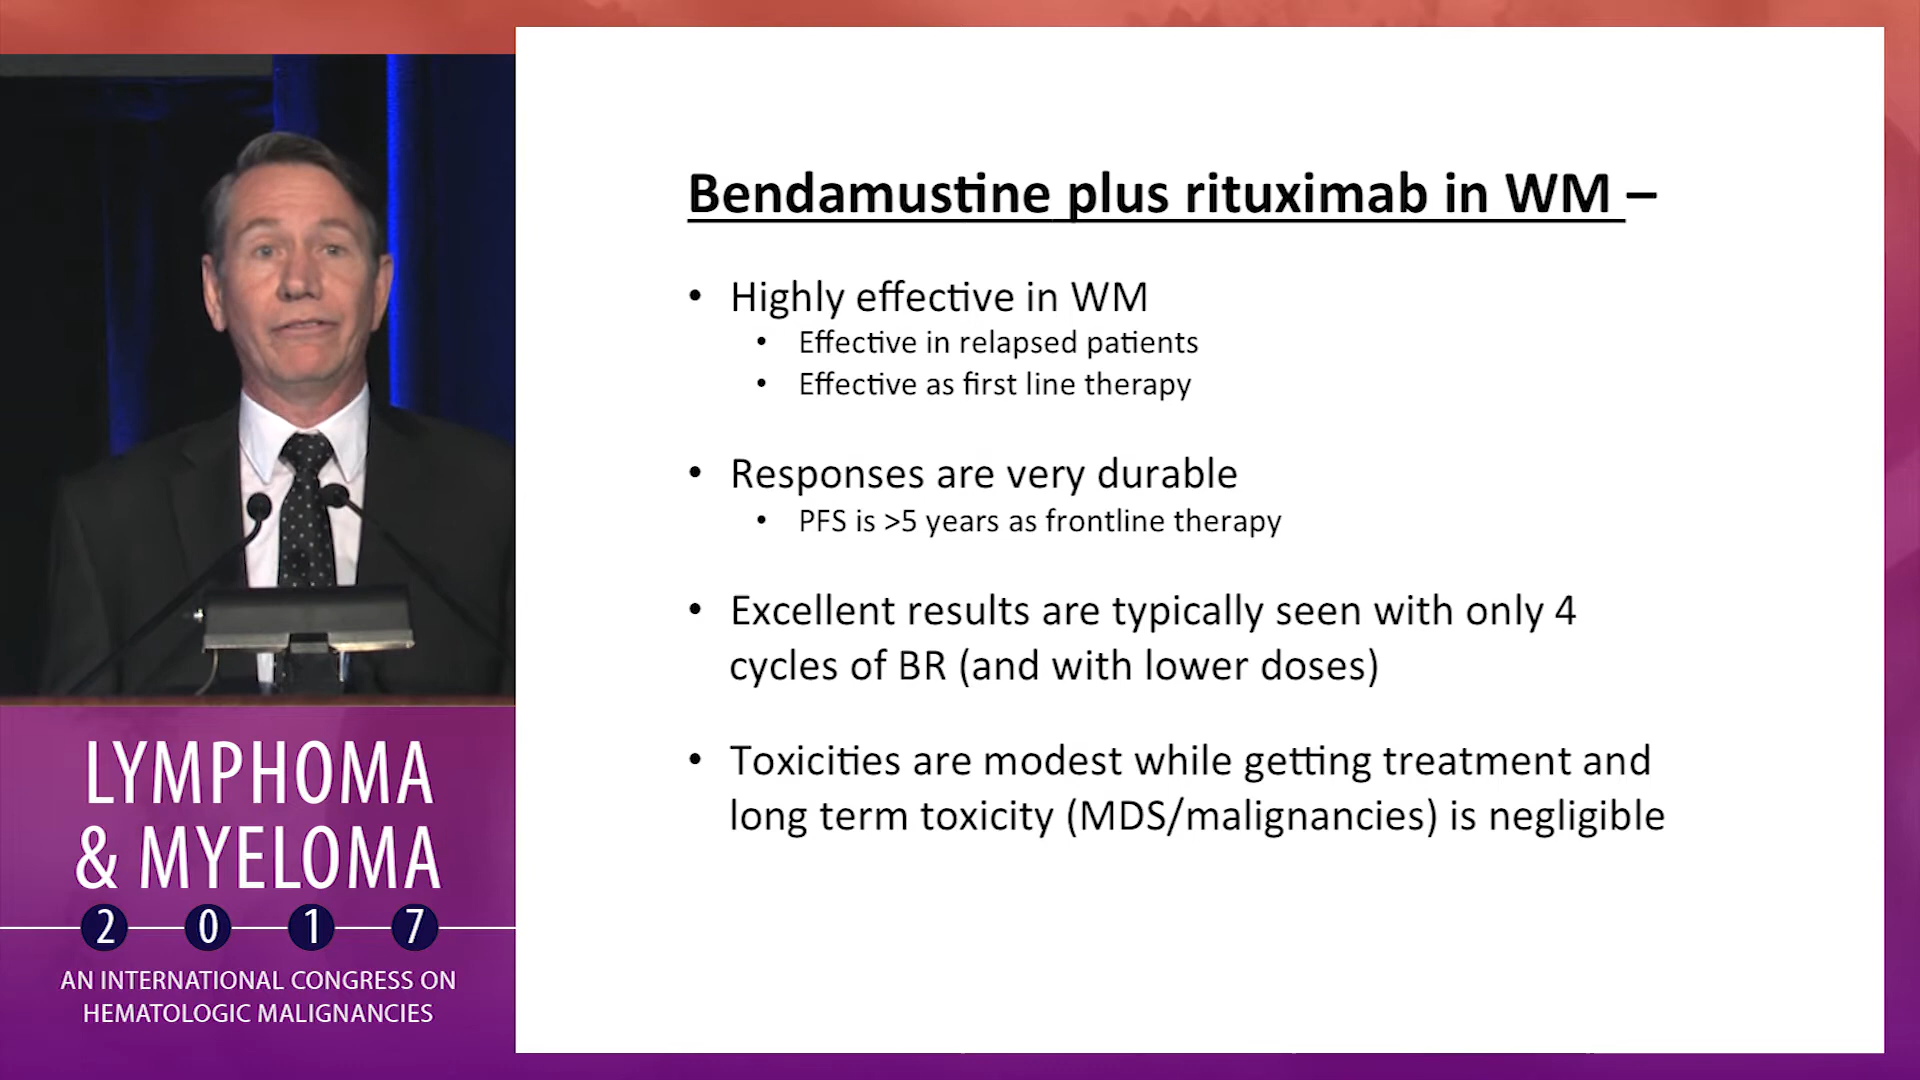 Bendamustine plus rituximab in WM –
• Highly effective in WM
• Effective in relapsed patients
• Effective as first line therapy
• Responses are very durable
• PFS is >5 years as frontline therapy
• Excellent results are typically seen with only 4
cycles of BR (and with lower doses)
• Toxicities are modest while getting treatment and
long term toxicity (MDS/malignancies) is negligible
LYMPHOMA
& MYELOMA
2 0 1 7
AN INTERNATIONAL CONGRESS ON
HEMATOLOGIC MALIGNANCIES